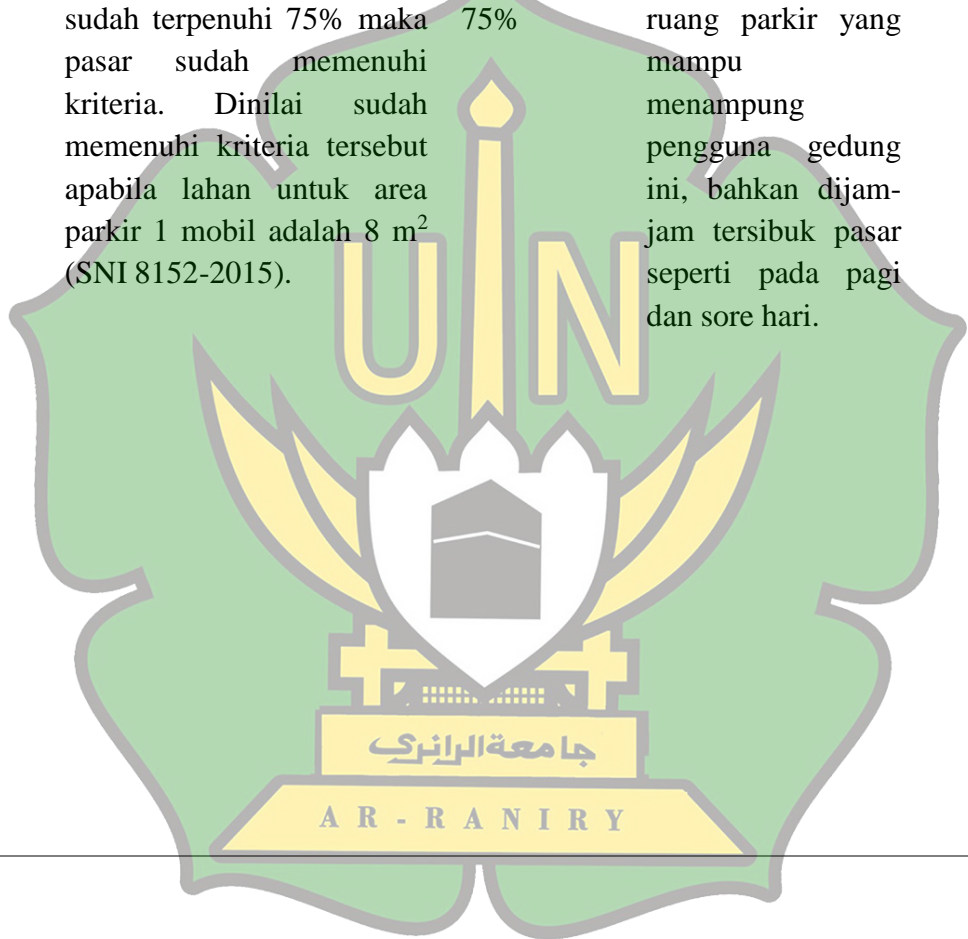 sudah terpenuhi 75% maka
pasar sudah memenuhi
kriteria. Dinilai sudah
memenuhi kriteria tersebut
apabila lahan untuk area
parkir 1 mobil adalah 8 m²
(SNI 8152-2015).
75%
ruang parkir yang
mampu
menampung
pengguna gedung
ini, bahkan dijam-
jam tersibuk pasar
seperti pada pagi
dan sore hari.
UIN
جامعة الرانري
AR-RANIRY